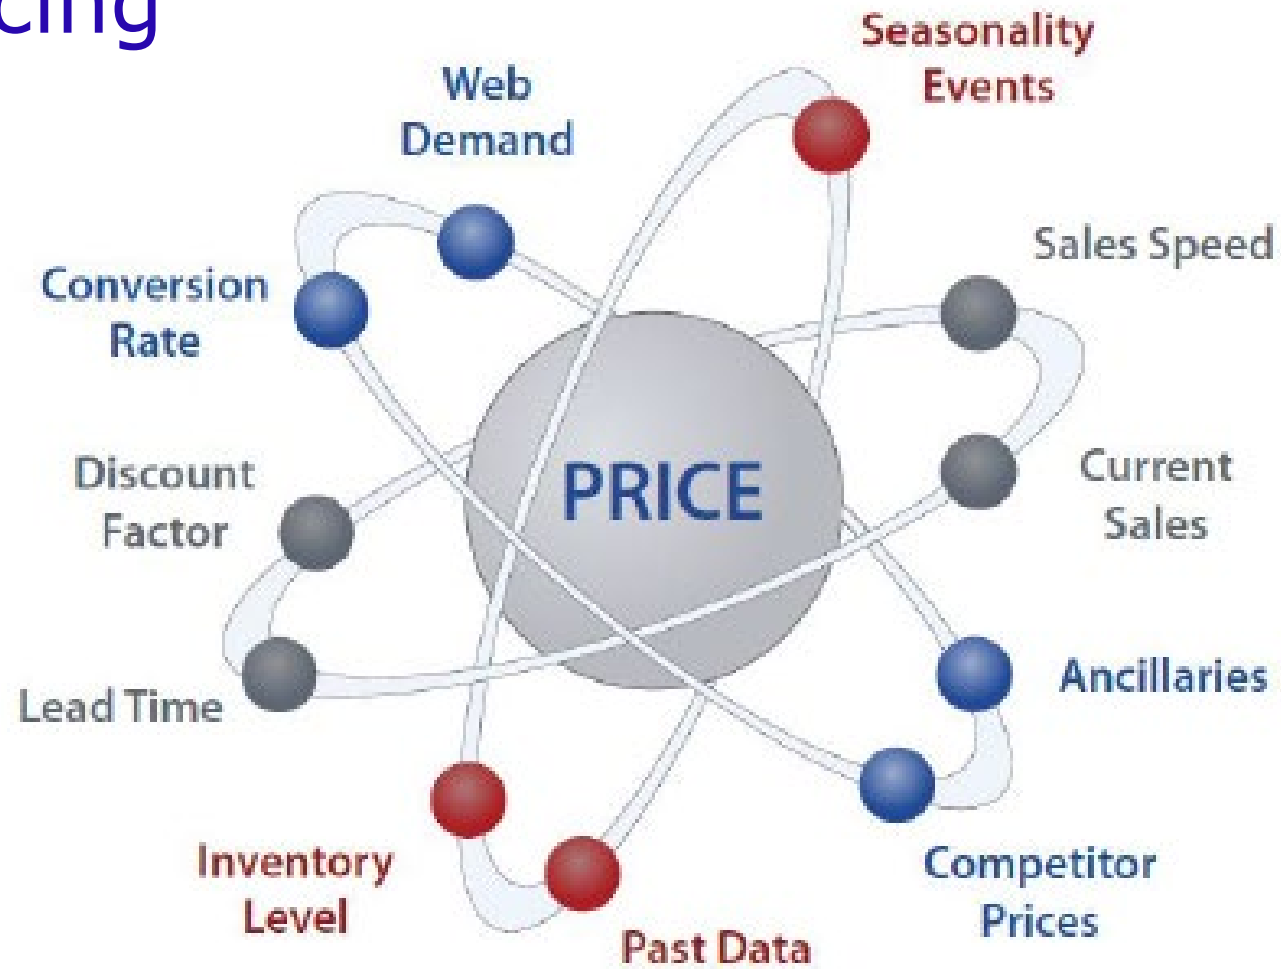 cing
Seasonality
Events
Web
Demand
Sales Speed
Conversion
Rate
PRICE
Discount
Factor
Current
Sales
Ancillaries
Lead Time
Inventory
Level
Competitor
Prices
Past Data